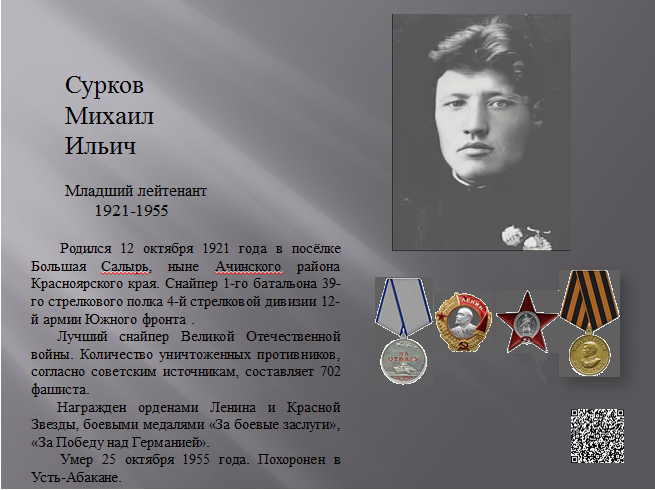 Сурков
Михаил
Ильич
Младший лейтенант
1921-1955
Родился 12 октября 1921 года в посёлке
Большая Салырь, ныне Ачинского района
Красноярского края. Снайпер 1-го батальона 39-
го стрелкового полка 4-й стрелковой дивизии 12-
й армии Южного фронта .
Лучший снайпер Великой Отечественной
войны. Количество уничтоженных противников,
согласно советским источникам, составляет 702
фашиста.
Награжден орденами Ленина и Красной
Звезды, боевыми медалями «За боевые заслуги»,
«За Победу над Германией».
Умер 25 октября 1955 года. Похоронен в
Усть-Абакане.
ЗА
ОТВАГУ
ЛЕНИН